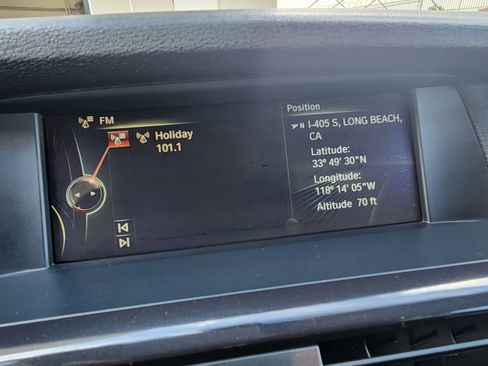 FM
Holiday
101.1
Position
N I-405 S, LONG BEACH,
CA
Latitude:
33° 49' 30"N
Longitude:
118° 14' 05"W
Altitude 70 ft